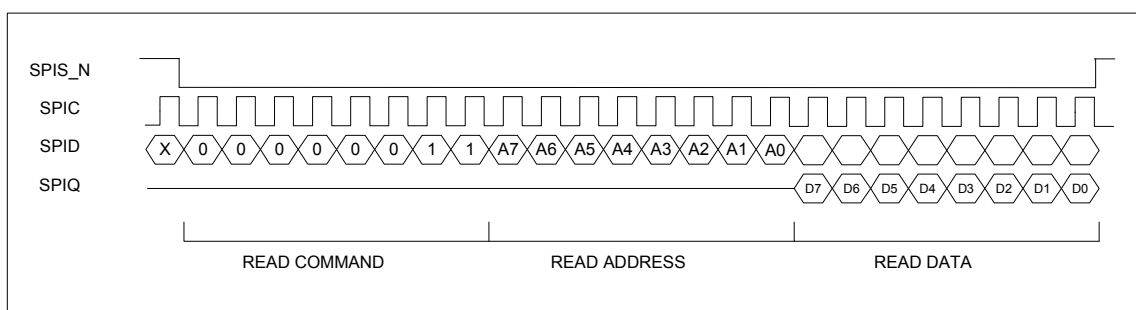 SPIS_N
SPIC
SPID X 0 0 0 0 0 0 1 1 A7 A6 A5 A4 A3 A2 A1 A0
SPIQ D7 D6 D5 D4 D3 D2 D1 D0
READ COMMAND READ ADDRESS READ DATA